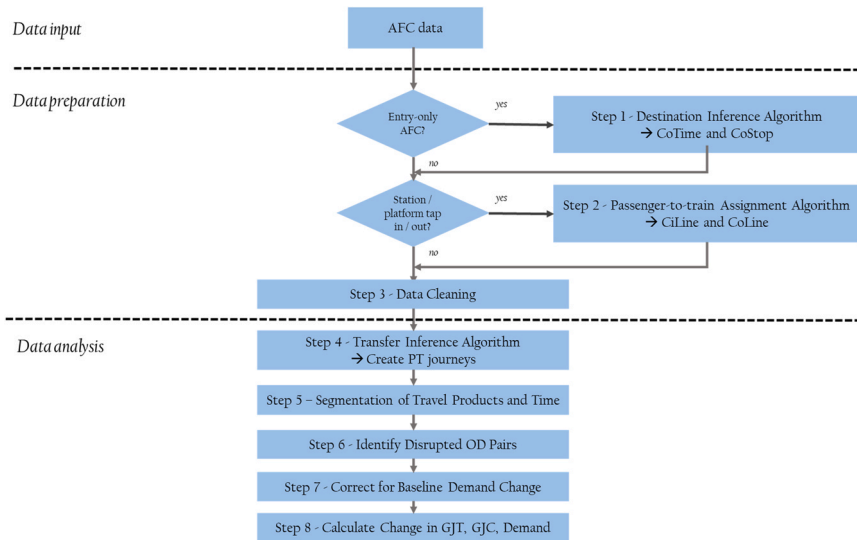 Data input
AFC data
Data preparation
Entry-only
AFC?
yes
Step 1 - Destination Inference Algorithm
→ CoTime and CoStop
no
Station /
platform tap
in / out?
yes
Step 2 - Passenger-to-train Assignment Algorithm
→ CiLine and CoLine
no
Step 3 - Data Cleaning
Data analysis
Step 4 - Transfer Inference Algorithm
→ Create PT journeys
Step 5 – Segmentation of Travel Products and Time
Step 6 - Identify Disrupted OD Pairs
Step 7 - Correct for Baseline Demand Change
Step 8 - Calculate Change in GJT, GJC, Demand